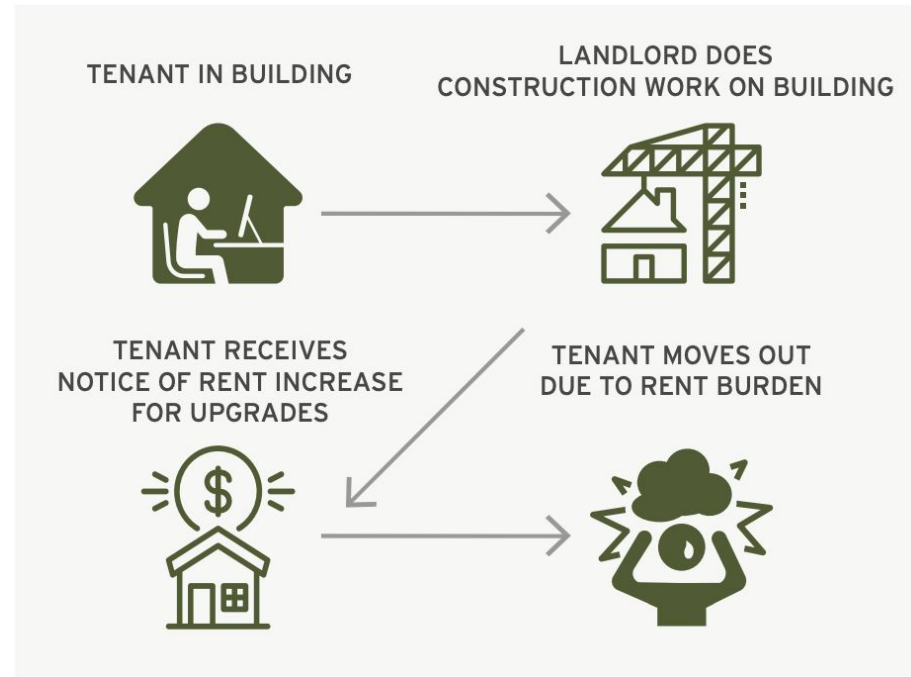 TENANT IN BUILDING
LANDLORD DOES
CONSTRUCTION WORK ON BUILDING
TENANT RECEIVES
NOTICE OF RENT INCREASE
FOR UPGRADES
$
TENANT MOVES OUT
DUE TO RENT BURDEN